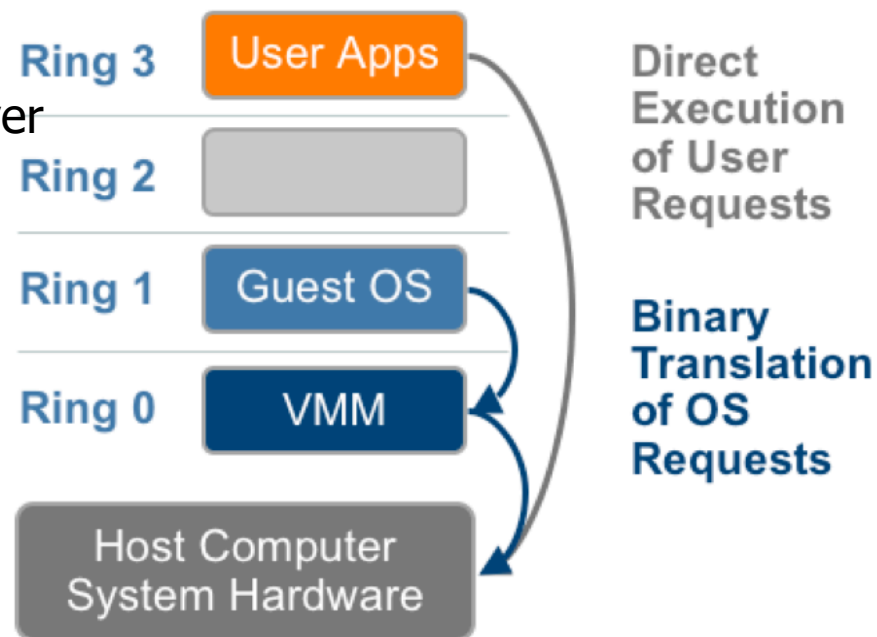 Ring 3
User Apps
Ring 2
Ring 1
Guest OS
Ring 0
VMM
Host Computer
System Hardware
Direct
Execution
of User
Requests
Binary
Translation
of OS
Requests